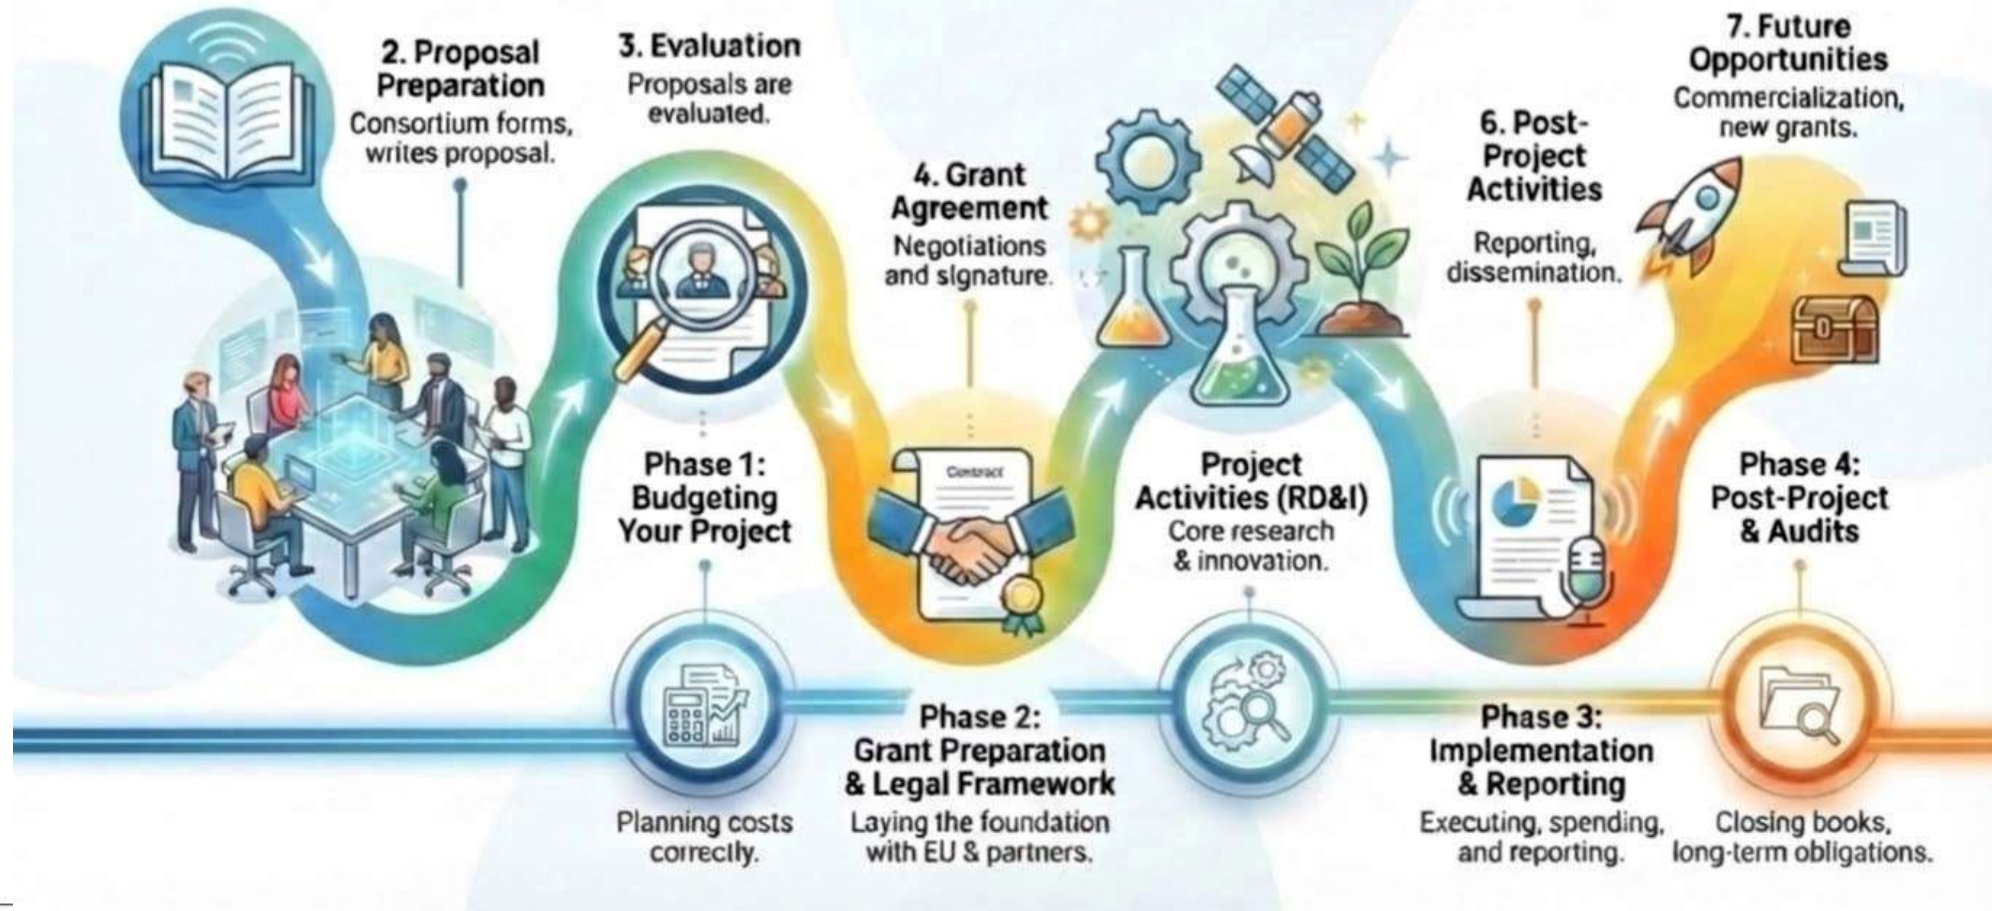 2. Proposal
Preparation
Consortium forms,
writes proposal.
3. Evaluation
Proposals are
evaluated.
4. Grant
Agreement
Negotiations
and signature.
6. Post-
Project
Activities
Reporting,
dissemination.
7. Future
Opportunities
Commercialization,
new grants.
Contract
Phase 1:
Budgeting
Your Project
Planning costs
correctly.
Phase 2:
Grant Preparation
& Legal Framework
Laying the foundation
with EU & partners.
Project
Activities (RD&I)
Core research
& innovation.
Phase 3:
Implementation
& Reporting
Executing, spending,
and reporting.
Phase 4:
Post-Project
& Audits
Closing books,
long-term obligations.